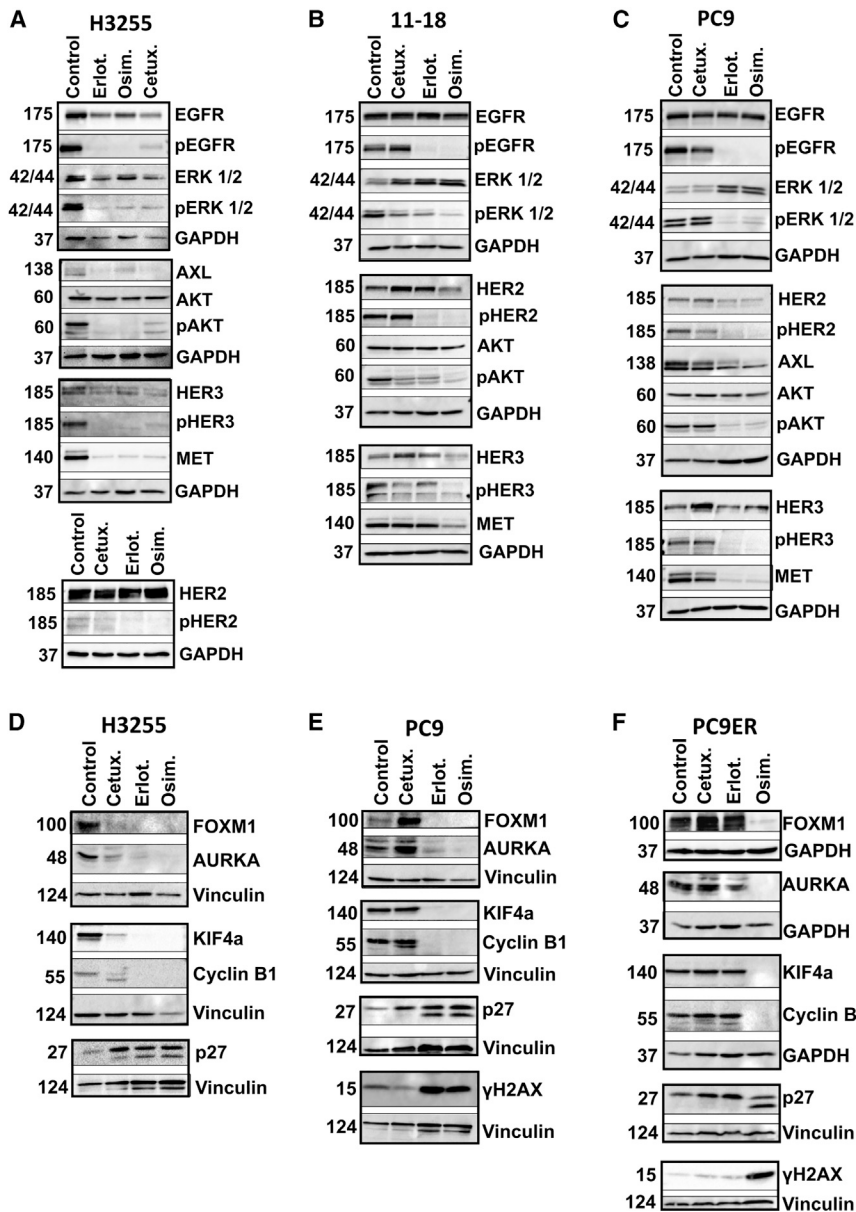 A
H3255
Control
Erlot.
Osim.
Cetux.
175 EGFR
175 pEGFR
42/44 ERK 1/2
42/44 pERK 1/2
37 GAPDH
138 AXL
60 AKT
60 pAKT
37 GAPDH
185 HER3
185 pHER3
140 MET
37 GAPDH
Control
Cetux.
Erlot.
Osim.
185 HER2
185 pHER2
37 GAPDH
B
11-18
Control
Cetux.
Erlot.
Osim.
175 EGFR
175 pEGFR
42/44 ERK 1/2
42/44 pERK 1/2
37 GAPDH
185 HER2
185 pHER2
60 AKT
60 pAKT
37 GAPDH
185 HER3
185 pHER3
140 MET
37 GAPDH
C
PC9
Control
Cetux.
Erlot.
Osim.
175 EGFR
175 pEGFR
42/44 ERK 1/2
42/44 pERK 1/2
37 GAPDH
185 HER2
185 pHER2
138 AXL
60 AKT
60 pAKT
37 GAPDH
185 HER3
185 pHER3
140 MET
37 GAPDH
D
H3255
Control
Cetux.
Erlot.
Osim.
100 FOXM1
48 AURKA
124 Vinculin
140 KIF4a
55 Cyclin B1
124 Vinculin
27 p27
124 Vinculin
E
PC9
Control
Cetux.
Erlot.
Osim.
100 FOXM1
48 AURKA
124 Vinculin
140 KIF4a
55 Cyclin B1
124 Vinculin
27 p27
124 Vinculin
15 γH2AX
124 Vinculin
F
PC9ER
Control
Cetux.
Erlot.
Osim.
100 FOXM1
37 GAPDH
48 AURKA
37 GAPDH
140 KIF4a
55 Cyclin B
37 GAPDH
27 p27
124 Vinculin
15 γH2AX
124 Vinculin